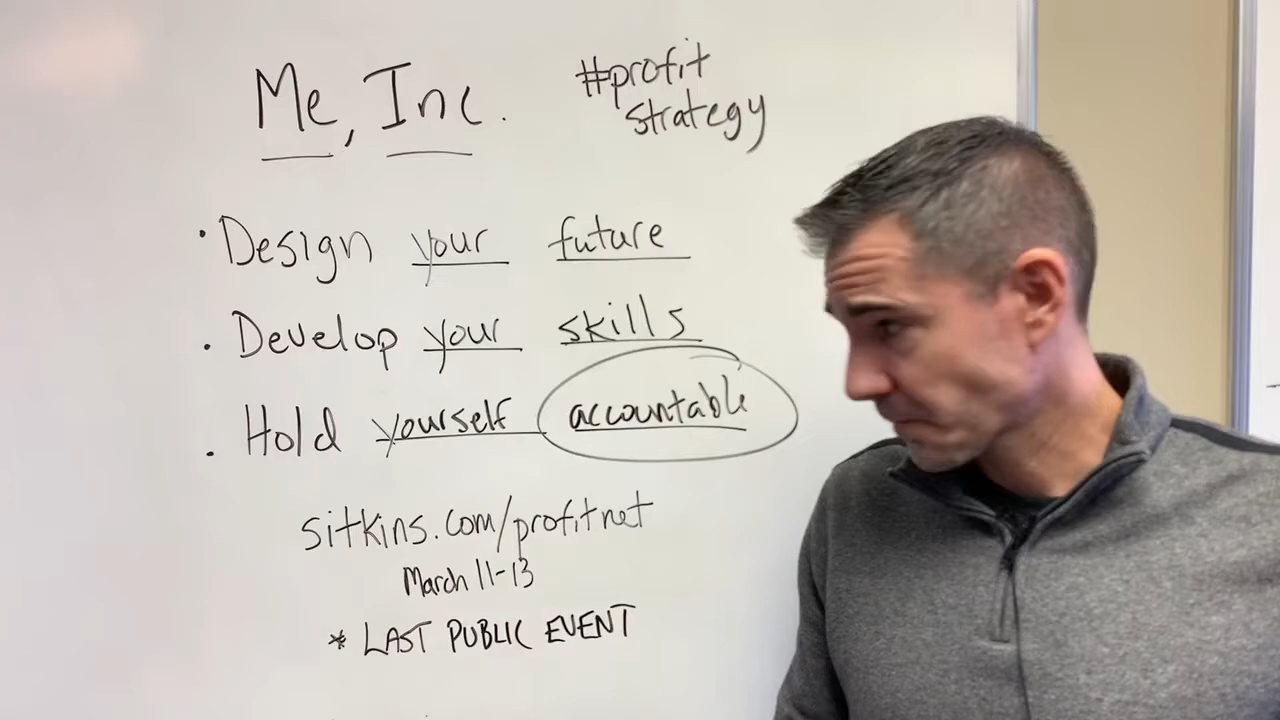 Me, Inc.
#profit
strategy
• Design your future
• Develop your skills
• Hold yourself accountable
sitkins.com/profitnet
March 11-13
* LAST PUBLIC EVENT